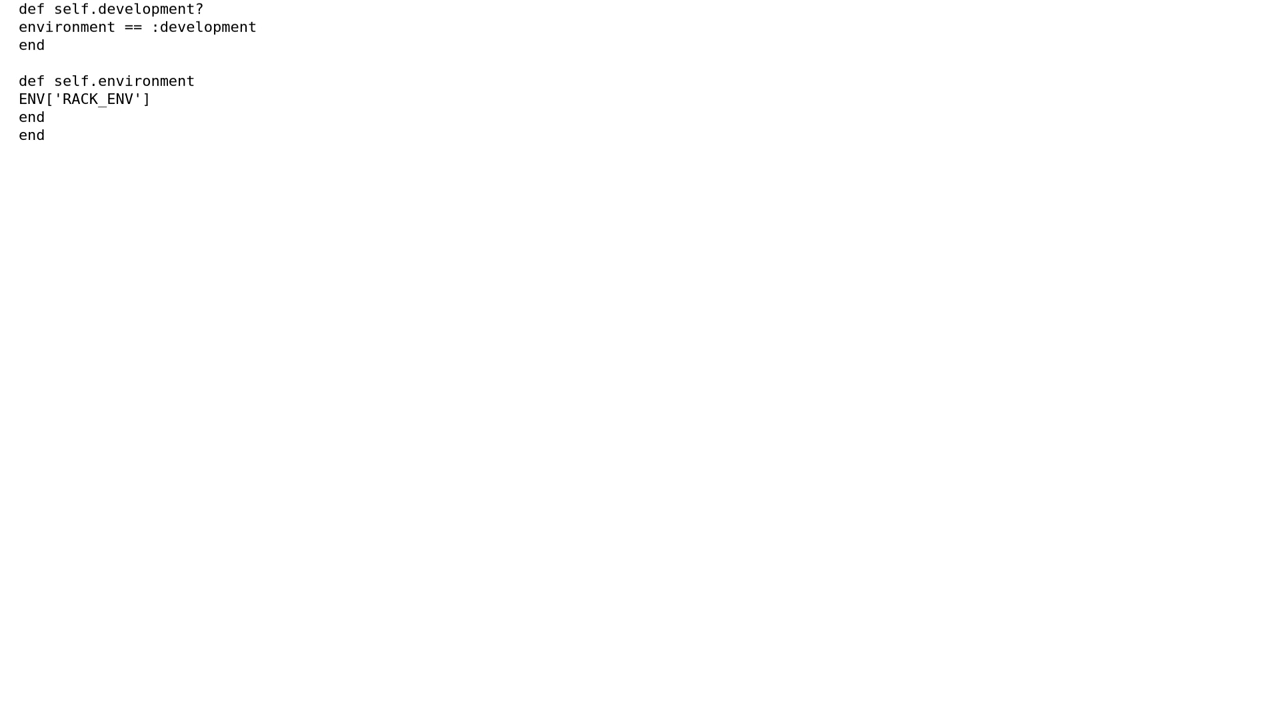 def self.development?
environment == :development
end

def self.environment
ENV['RACK_ENV']
end
end